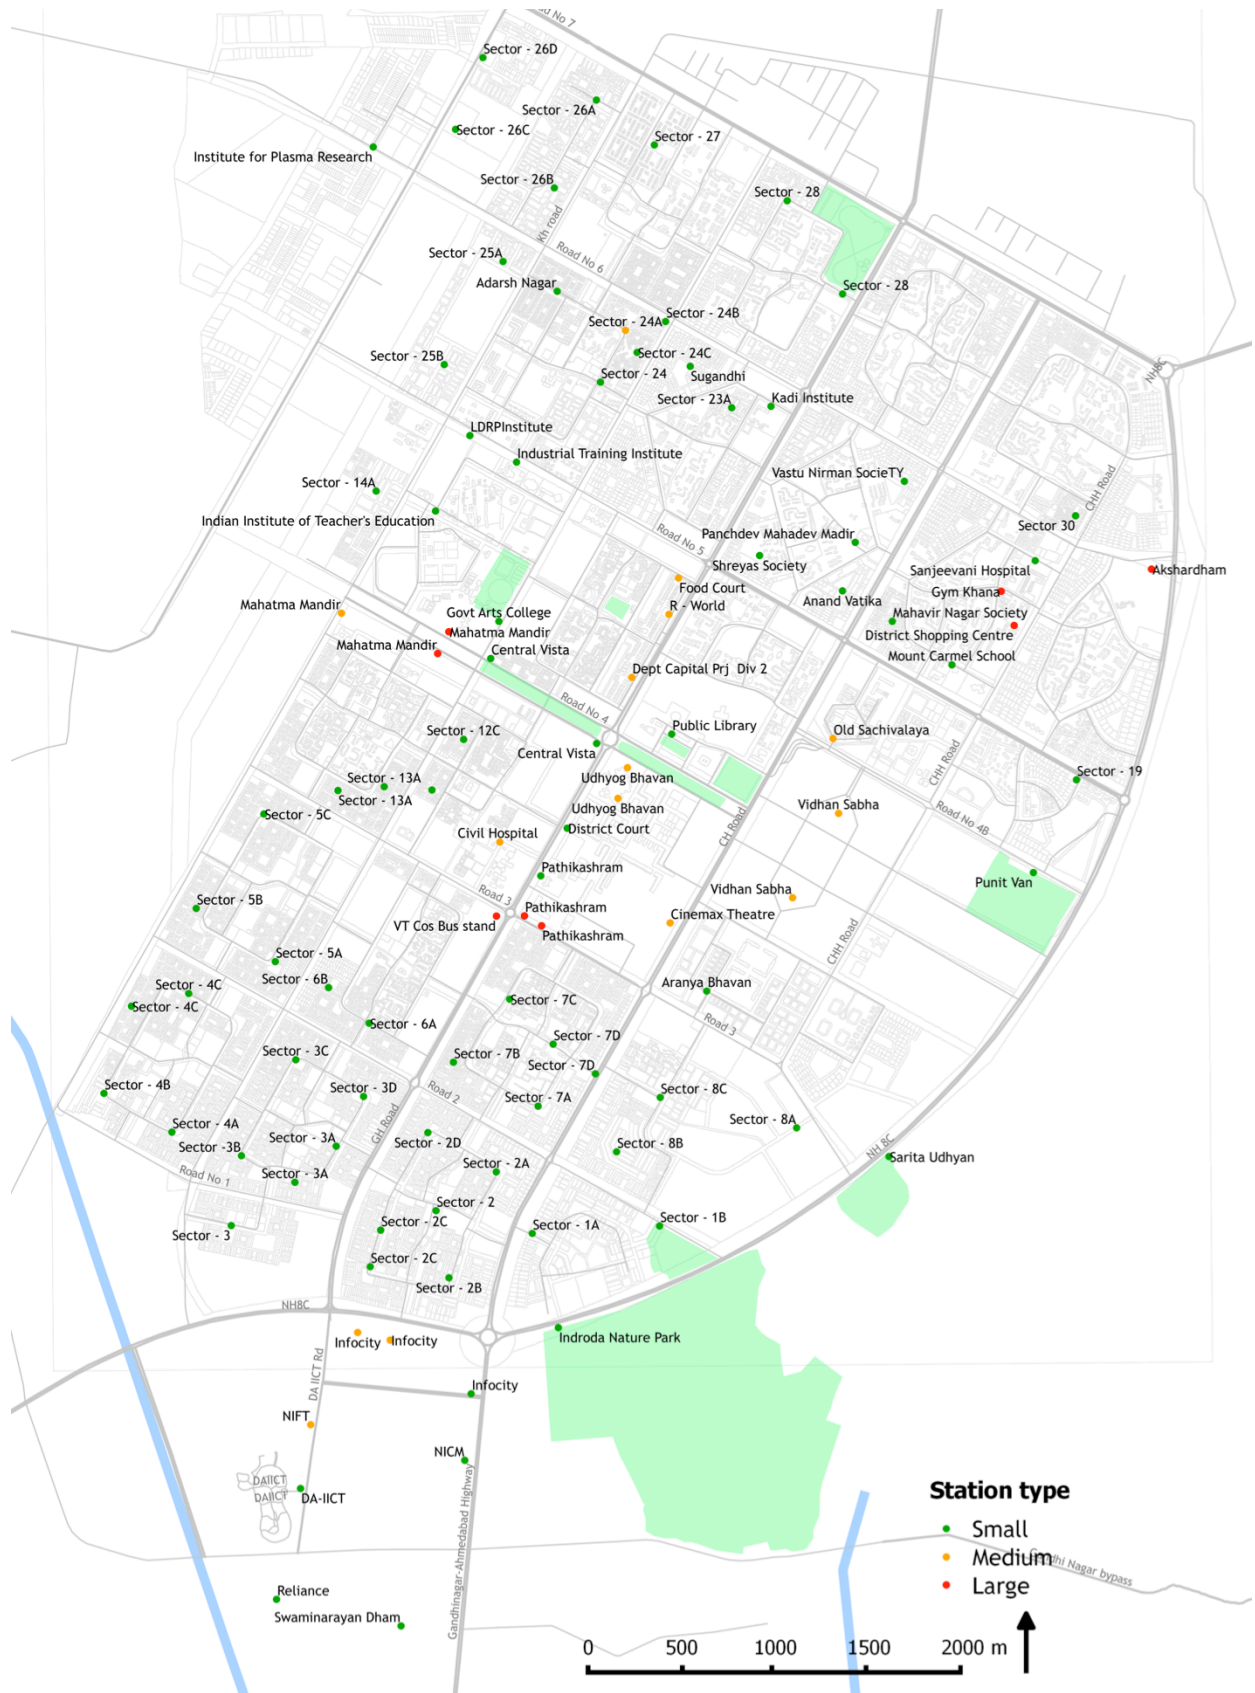 ad No 7
Sector - 26D
Sector - 26A
Sector - 26C
Sector - 27
Institute for Plasma Research
Sector - 26B
Sector - 28
Kh road
Road No 6
Sector - 25A
Adarsh Nagar
Sector - 28
Sector - 24B
Sector - 24A
Sector - 25B
Sector - 24C
NH8C
Sector - 24
Sugandhi
Sector - 23A
Kadi Institute
LDRPInstitute
Industrial Training Institute
Vastu Nirman SocieTY
Sector - 14A
CHH Road
Indian Institute of Teacher's Education
Sector 30
Road No 5
Panchdev Mahadev Madir
Shreyas Society
Sanjeevani Hospital
Akshardham
Food Court
Gym Khana
Anand Vatika
Mahatma Mandir
R - World
Govt Arts College
Mahavir Nagar Society
Mahatma Mandir
District Shopping Centre
Mahatma Mandir
Central Vista
Mount Carmel School
Dept Capital Prj Div 2
Road No 4
Sector - 12C
Public Library
Old Sachivalaya
Central Vista
CHH Road
Sector - 19
Udhyog Bhavan
Sector - 13A
Sector - 13A
Udhyog Bhavan
Vidhan Sabha
Sector - 5C
Road No 4B
Civil Hospital
District Court
CH Road
Pathikashram
Punit Van
Road 3
Vidhan Sabha
Sector - 5B
Pathikashram
Cinemax Theatre
VT Cos Bus stand
Pathikashram
CHH Road
Sector - 5A
Sector - 6B
Sector - 4C
Aranya Bhavan
Sector - 4C
Sector - 7C
Sector - 6A
Road 3
Sector - 7D
Sector - 3C
Sector - 7B
Sector - 7D
Sector - 4B
Sector - 3D
Road 2
Sector - 7A
Sector - 8C
Sector - 4A
GH Road
Sector - 8A
Sector -3B
Sector - 3A
Sector - 2D
Sector - 8B
NH 8C
Sarita Udhyan
Road No 1
Sector - 3A
Sector - 2A
Sector - 2
Sector - 3
Sector - 2C
Sector - 1A
Sector - 1B
Sector - 2C
Sector - 2B
NH8C
Infocity
Infocity
Indroda Nature Park
DA IICT Rd
Infocity
NIFT
NICM
DAIICT
DAIICT
DA-IICT
Gandhinagar-Ahmedabad Highway
Station type
Small
Medium
Large
Gandhi Nagar bypass
Reliance
Swaminarayan Dham
0 500 1000 1500 2000 m